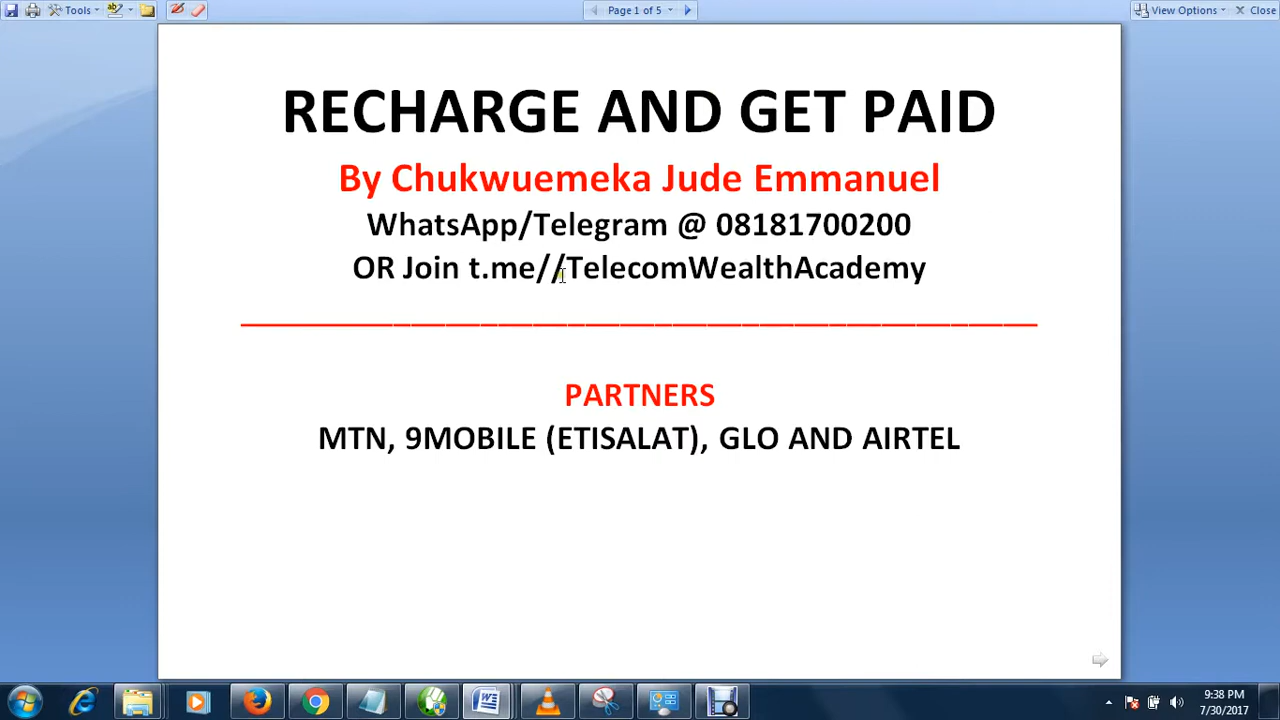 Tools
Page 1 of 5
View Options
Close
RECHARGE AND GET PAID
By Chukwuemeka Jude Emmanuel
WhatsApp/Telegram @ 08181700200
OR Join t.me//TelecomWealthAcademy
PARTNERS
MTN, 9MOBILE (ETISALAT), GLO AND AIRTEL
9:38 PM
7/30/2017